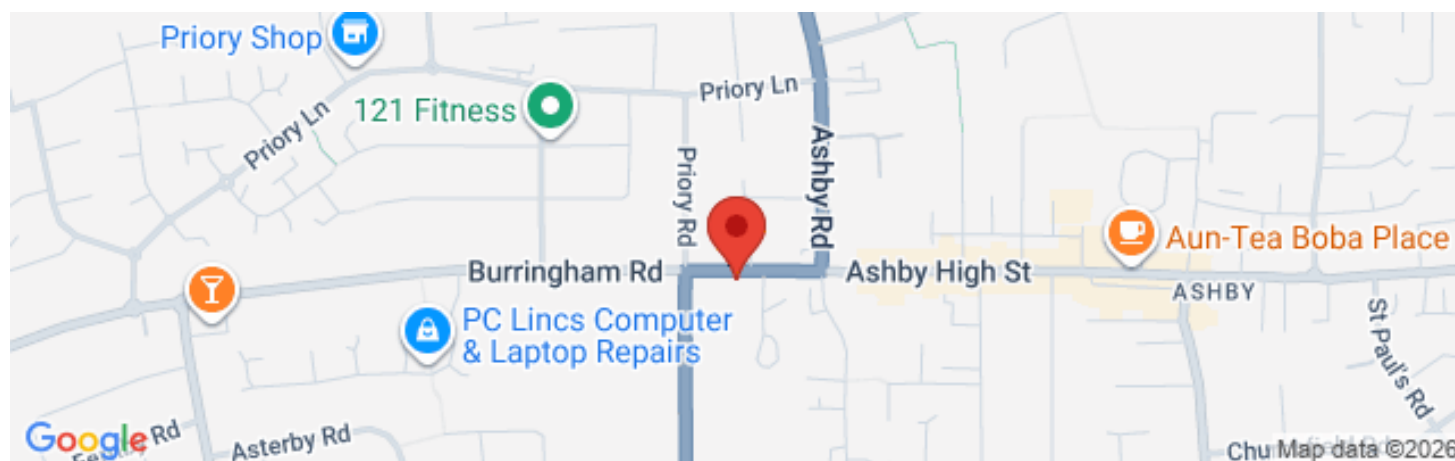 Priory Shop
121 Fitness
Priory Ln
Priory Ln
Priory Rd
Ashby Rd
Burringham Rd
Ashby High St
Aun-Tea Boba Place
ASHBY
PC Lincs Computer
& Laptop Repairs
St Paul's Rd
Asterby Rd
Rd
Google
Map data ©2026